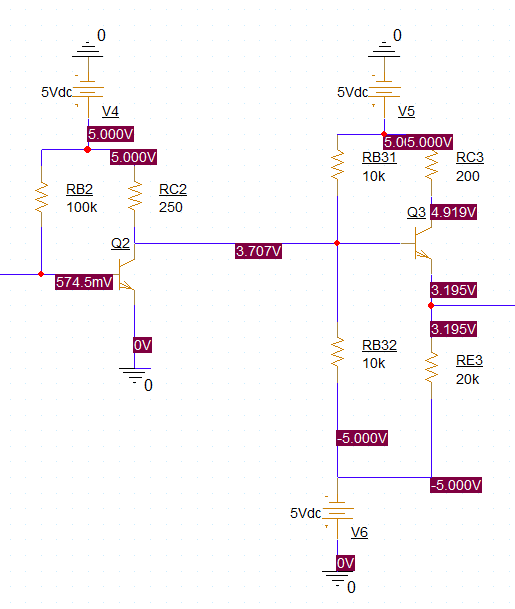 0
0
5Vdc
V4
5Vdc
V5
5.000V
5.000V
5.0(
5.000V
RB2
100k
RC2
250
RB31
10k
RC3
200
Q2
Q3
4.919V
3.707V
574.5mV
3.195V
3.195V
0V
0
RB32
10k
RE3
20k
-5.000V
-5.000V
5Vdc
V6
0V
0